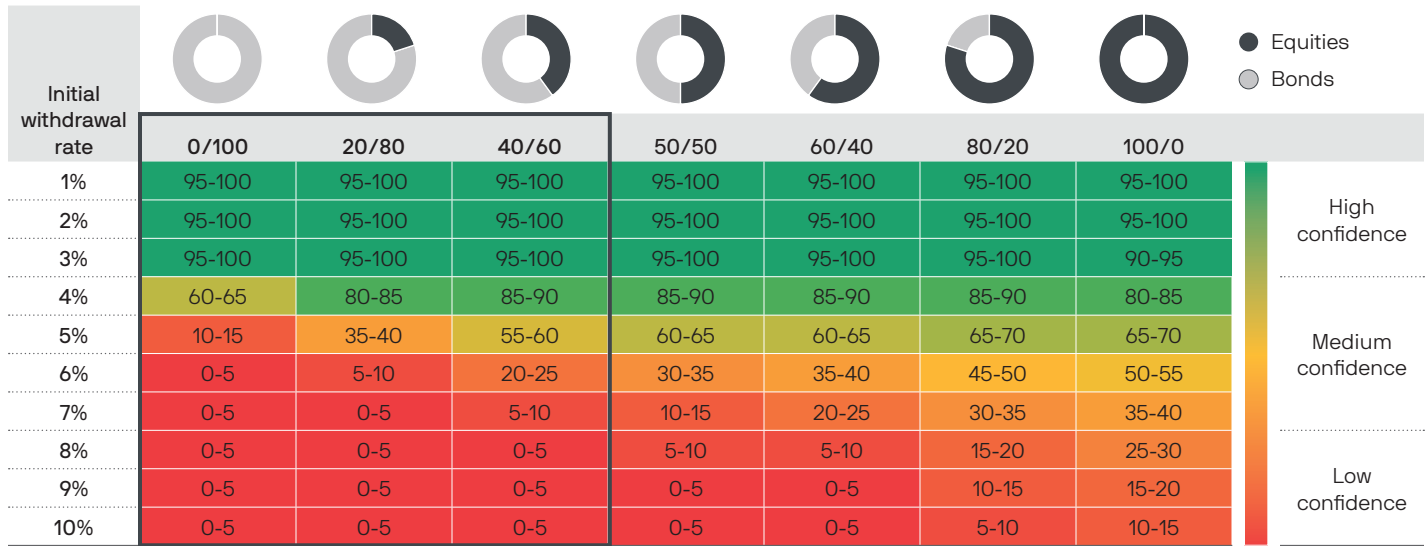 Equities
Bonds
Initial
withdrawal
rate
0/100 20/80 40/60 50/50 60/40 80/20 100/0
1% 95-100 95-100 95-100 95-100 95-100 95-100 95-100
2% 95-100 95-100 95-100 95-100 95-100 95-100 95-100
3% 95-100 95-100 95-100 95-100 95-100 95-100 90-95
4% 60-65 80-85 85-90 85-90 85-90 85-90 80-85
5% 10-15 35-40 55-60 60-65 60-65 65-70 65-70
6% 0-5 5-10 20-25 30-35 35-40 45-50 50-55
7% 0-5 0-5 5-10 10-15 20-25 30-35 35-40
8% 0-5 0-5 0-5 5-10 5-10 15-20 25-30
9% 0-5 0-5 0-5 0-5 0-5 10-15 15-20
10% 0-5 0-5 0-5 0-5 0-5 5-10 10-15
High
confidence
Medium
confidence
Low
confidence